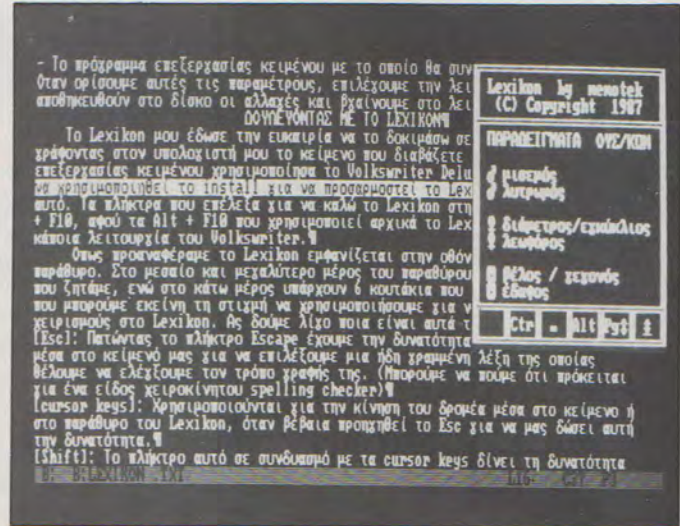 - Το πρόγραμμα επεξεργασίας κειμένου με το οποίο θα συν
Όταν ορίσουμε αυτές τις παραμέτρους, επιλέχουμε την λει
αποθηκευθούν στο δίσκο οι αλλαγές και βγαίνουμε στο λει
ΔΟΥΛΕΥΟΝΤΑΣ ΜΕ ΤΟ LEXIKON¶
Το Lexikon μου έδωσε την ευκαιρία να το δοκιμάσω σε
γράφοντας στον υπολογιστή μου το κείμενο που διαβάζετε
επεξεργασίας κειμένου χρησιμοποίησα το Volkswriter Delu
να χρησιμοποιηθεί το install για να προσαρμοστεί το Lex
αυτό. Τα πλήκτρα που επέλεξα για να καλώ το Lexikon στη
+ F10, αφού τα Alt + F10 που χρησιμοποιεί αρχικά το Lex
κάποια λειτουργία του Volkswriter.¶
Όπως προαναφέραμε το Lexikon εμφανίζεται στην οθόν
παράθυρο. Στο μεσαίο και μεγαλύτερο μέρος του παραθύρου
που ζητάμε, ενώ στο κάτω μέρος υπάρχουν 6 κουτάκια που
που μπορούμε εκείνη τη στιγμή να χρησιμοποιήσουμε για ν
χειρισμούς στο Lexikon. Ας δούμε λίγο ποια είναι αυτά τ
[Esc]: Πατώντας το πλήκτρο Escape έχουμε την δυνατότητα
μέσα στο κείμενό μας για να επιλέξουμε μια ήδη γραμμένη λέξη της οποίας
θέλουμε να ελέγξουμε τον τρόπο γραφής της. (Μπορούμε να πούμε ότι πρόκειται
για ένα είδος χειροκίνητου spelling checker)¶
[cursor keys]: Χρησιμοποιούνται για την κίνηση του δρομέα μέσα στο κείμενο ή
στο παράθυρο του Lexikon, όταν βέβαια προηγηθεί το Esc για να μας δώσει αυτή
την δυνατότητα.¶
[Shift]: Το πλήκτρο αυτό σε συνδυασμό με τα cursor keys δίνει τη δυνατότητα
B: B:LEXIKON .TXT
Lexikon by memotek
(C) Copyright 1987
ΠΑΡΑΔΕΙΓΜΑΤΑ ΟΥΣ/ΚΩΝ
μισεμός
λυτρωμός
διάμετρος/εγκύκλιος
λεωφόρος
βέλος / γεγονός
έδαφος
Ctr Alt Pg↕